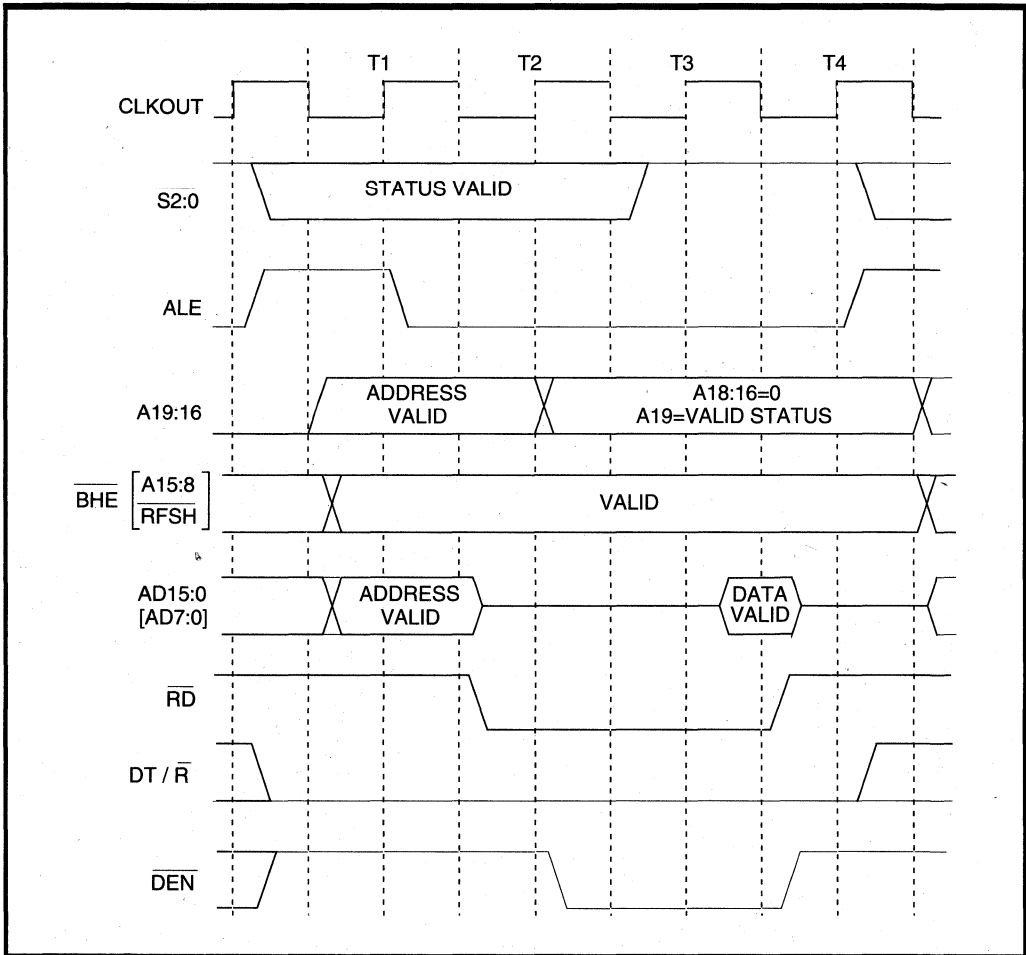 T1 T2 T3 T4
CLKOUT
S2:0
STATUS VALID
ALE
A19:16
ADDRESS
VALID
A18:16=0
A19=VALID STATUS
BHE [A15:8
RFSH]
VALID
AD15:0
[AD7:0]
ADDRESS
VALID
DATA
VALID
RD
DT / R
DEN